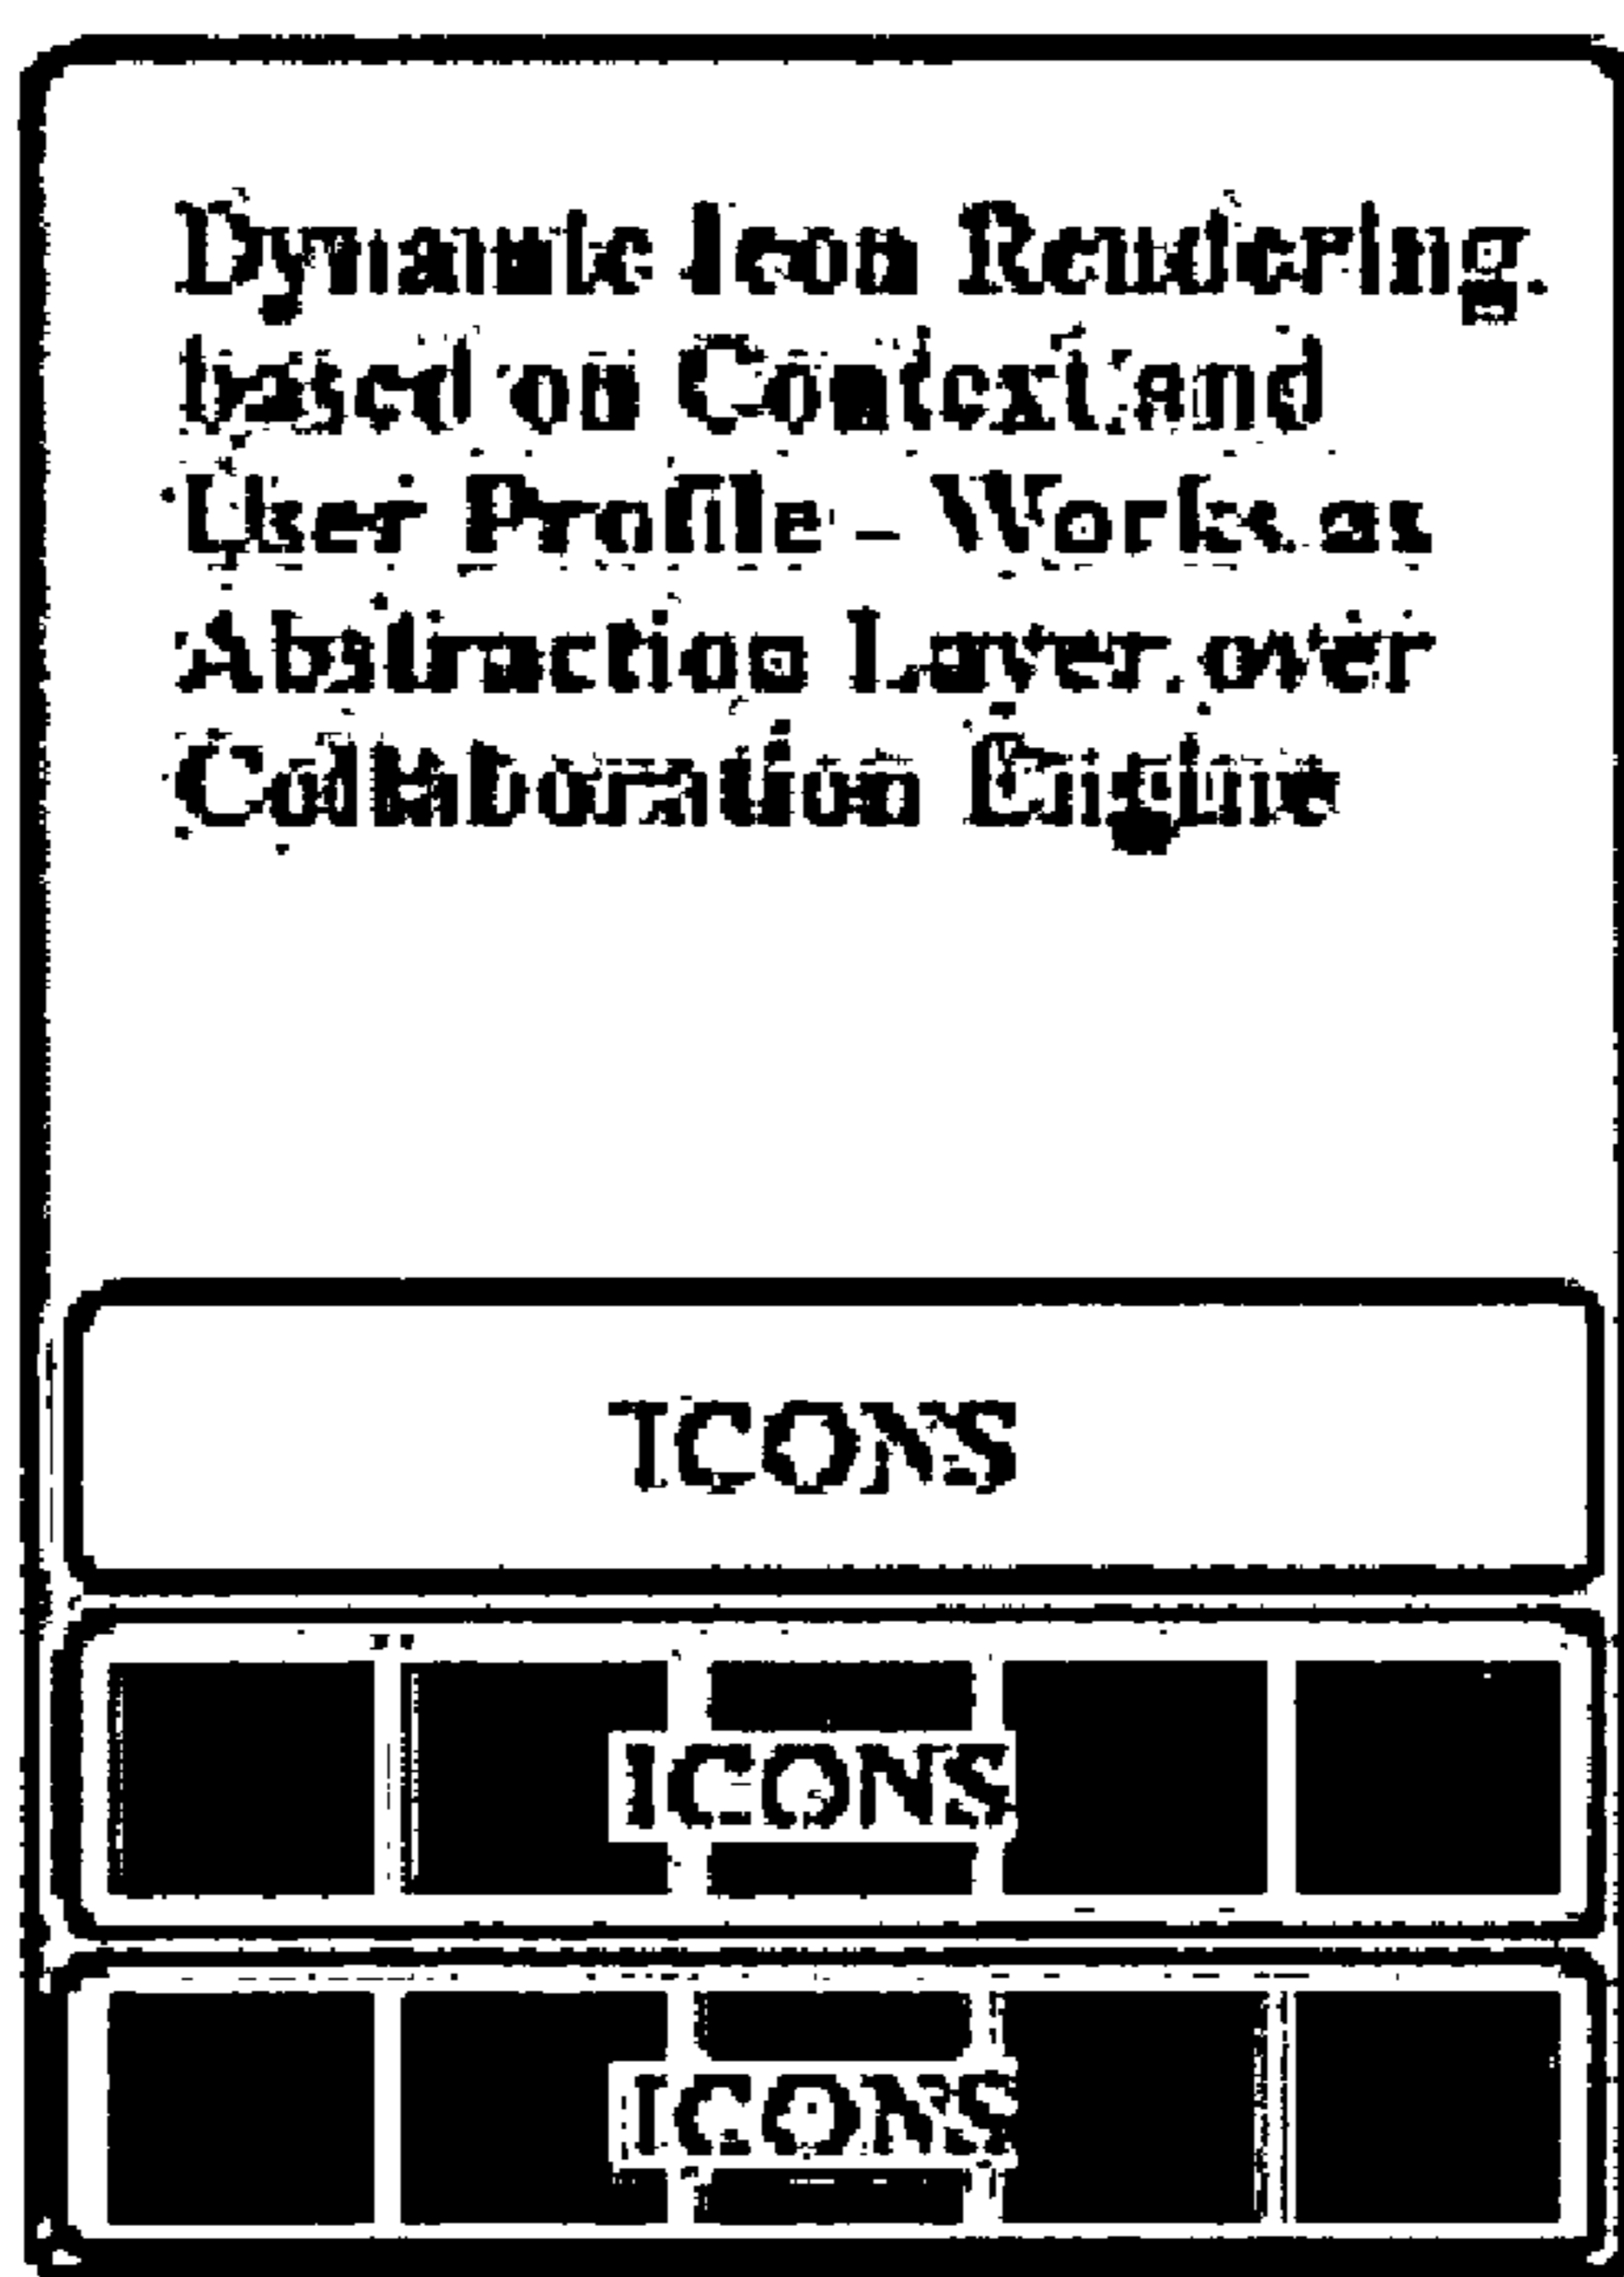 Dynamic Icon Rendering
based on Context and
User Profile – Works as
Abstraction Layer over
Collaboration Engine
ICONS
ICONS
ICONS